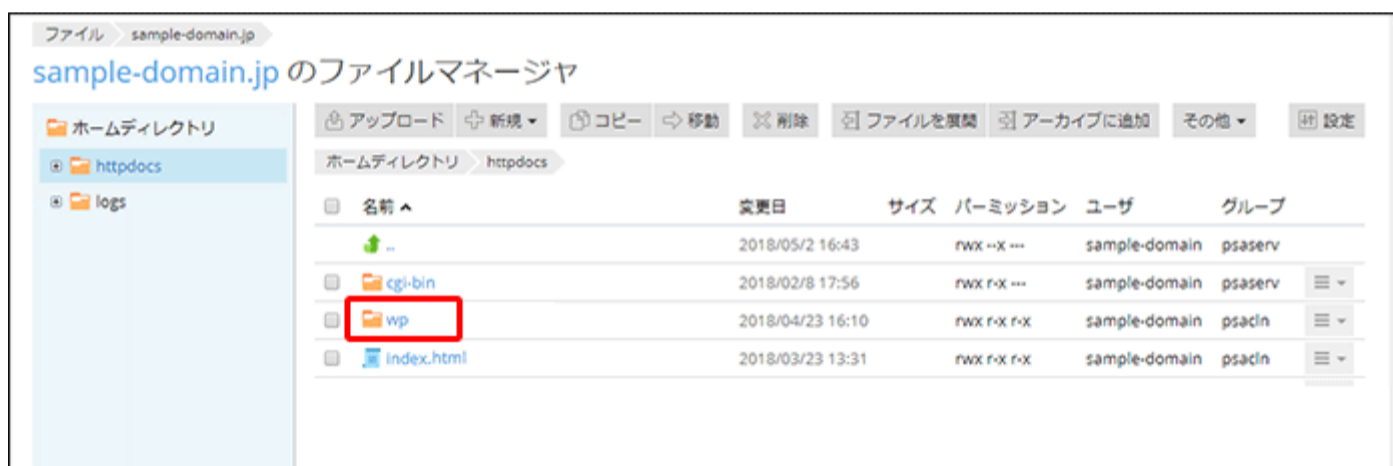 ファイル sample-domain.jp
sample-domain.jp のファイルマネージャ
ホームディレクトリ
httpdocs
logs
アップロード 新規 コピー 移動 削除 ファイルを展開 アーカイブに追加 その他 設定
ホームディレクトリ httpdocs
名前 変更日 サイズ パーミッション ユーザ グループ
.. 2018/05/2 16:43 rwx --x --- sample-domain psaserv
cgi-bin 2018/02/8 17:56 rwx r-x --- sample-domain psaserv
wp 2018/04/23 16:10 rwx r-x r-x sample-domain psacln
index.html 2018/03/23 13:31 rwx r-x r-x sample-domain psacln